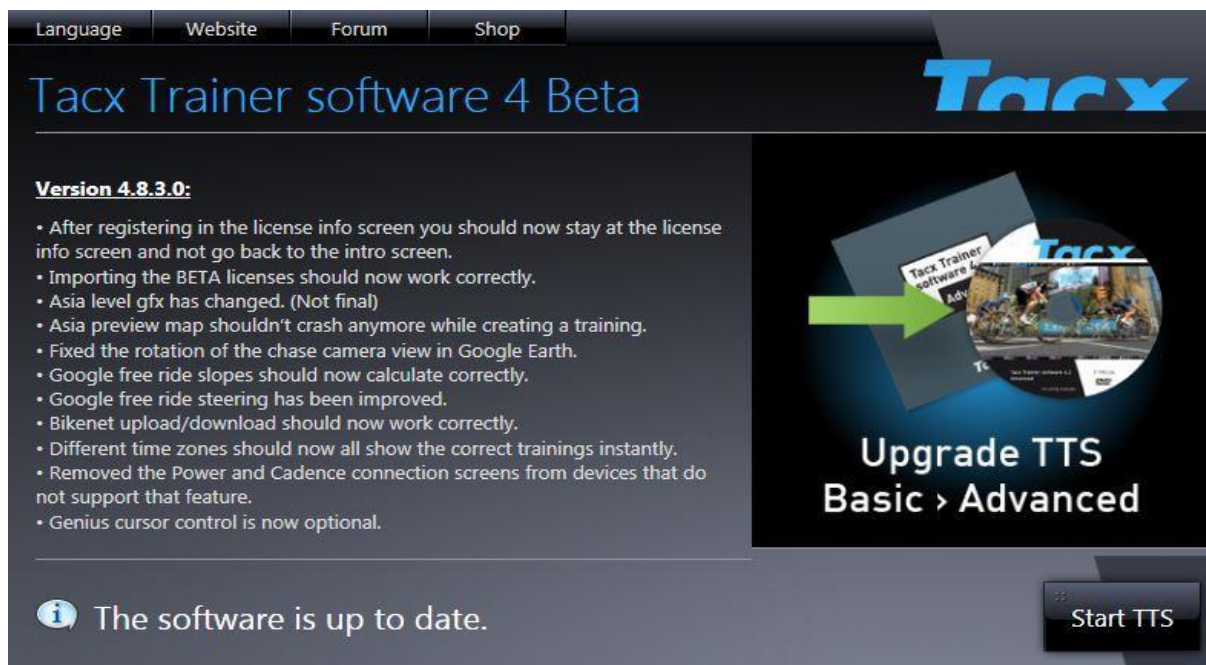 Language Website Forum Shop
Tacx Trainer software 4 Beta
Tacx
Version 4.8.3.0:
• After registering in the license info screen you should now stay at the license
info screen and not go back to the intro screen.
• Importing the BETA licenses should now work correctly.
• Asia level gfx has changed. (Not final)
• Asia preview map shouldn't crash anymore while creating a training.
• Fixed the rotation of the chase camera view in Google Earth.
• Google free ride slopes should now calculate correctly.
• Google free ride steering has been improved.
• Bikenet upload/download should now work correctly.
• Different time zones should now all show the correct trainings instantly.
• Removed the Power and Cadence connection screens from devices that do
not support that feature.
• Genius cursor control is now optional.
Tacx Trainer
software 4
Tacx
Upgrade TTS
Basic › Advanced
The software is up to date.
Start TTS